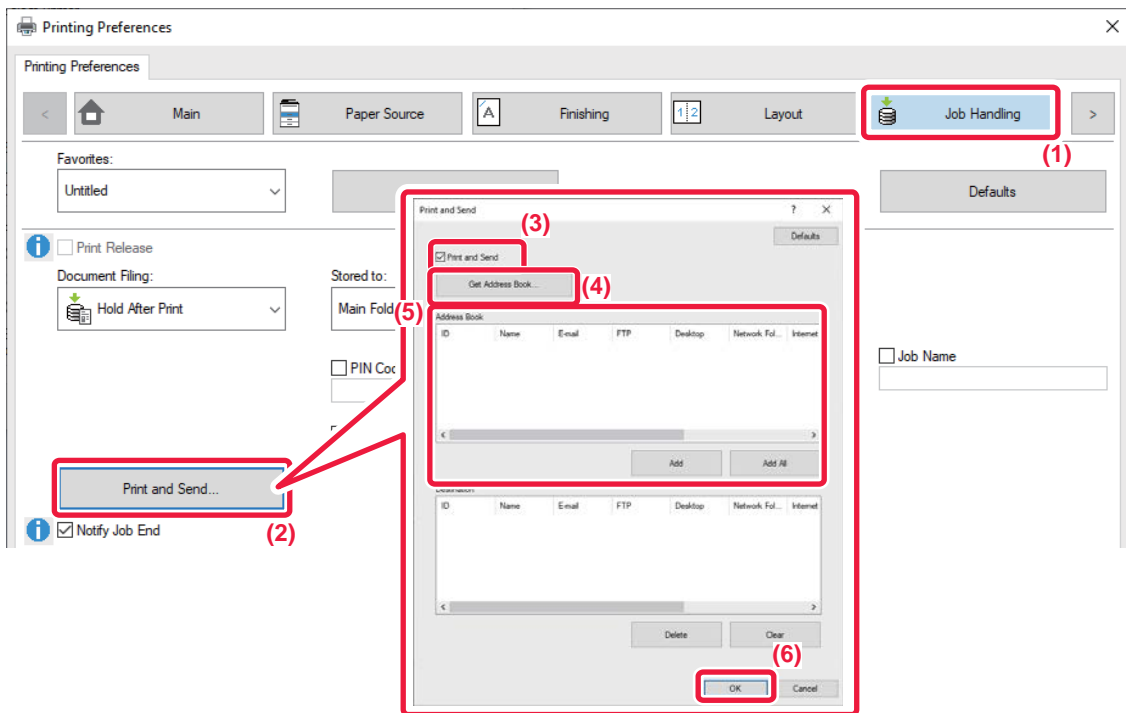 Printing Preferences
Printing Preferences
Main
Paper Source
Finishing
Layout
Job Handling
(1)
Favorites:
Untitled
Defaults
Print Release
Document Filing:
Hold After Print
Stored to:
Main Fold
PIN Coc
Job Name
Print and Send...
(2)
Notify Job End
Print and Send
?
(3)
Defaults
Print and Send
Get Address Book...
(4)
(5)
Address Book
ID Name E-mail FTP Desktop Network Fol... Internet
Add Add All
Destination
ID Name E-mail FTP Desktop Network Fol... Internet
Delete Clear
(6)
OK Cancel